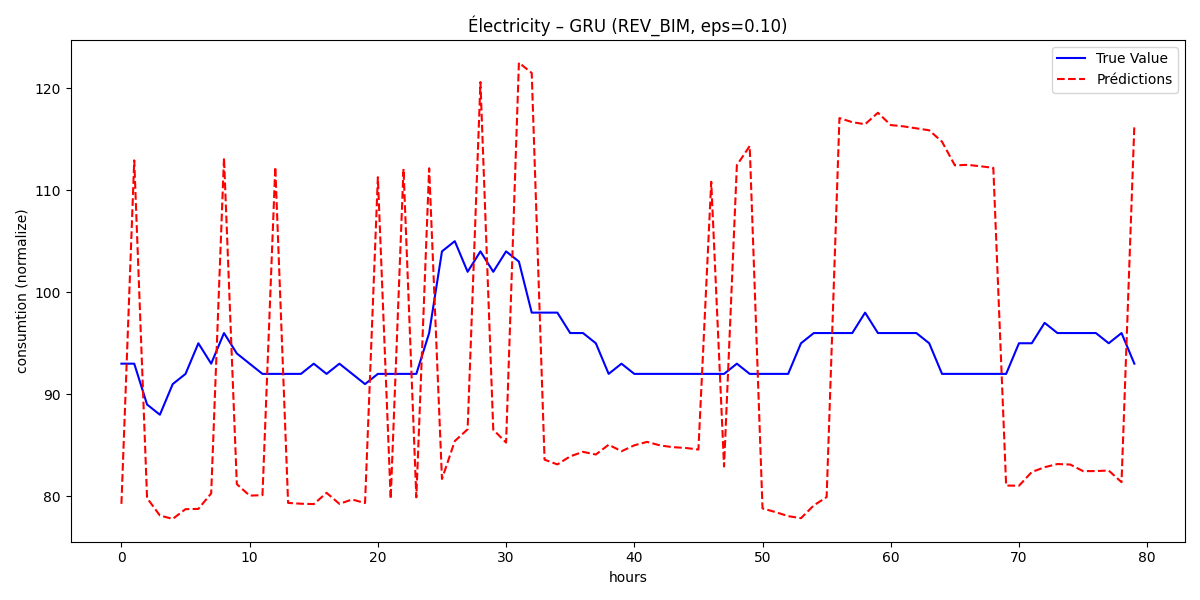 Électricity – GRU (REV_BIM, eps=0.10)
True Value
Prédictions
consumtion (normalize)
120
110
100
90
80
0 10 20 30 40 50 60 70 80
hours